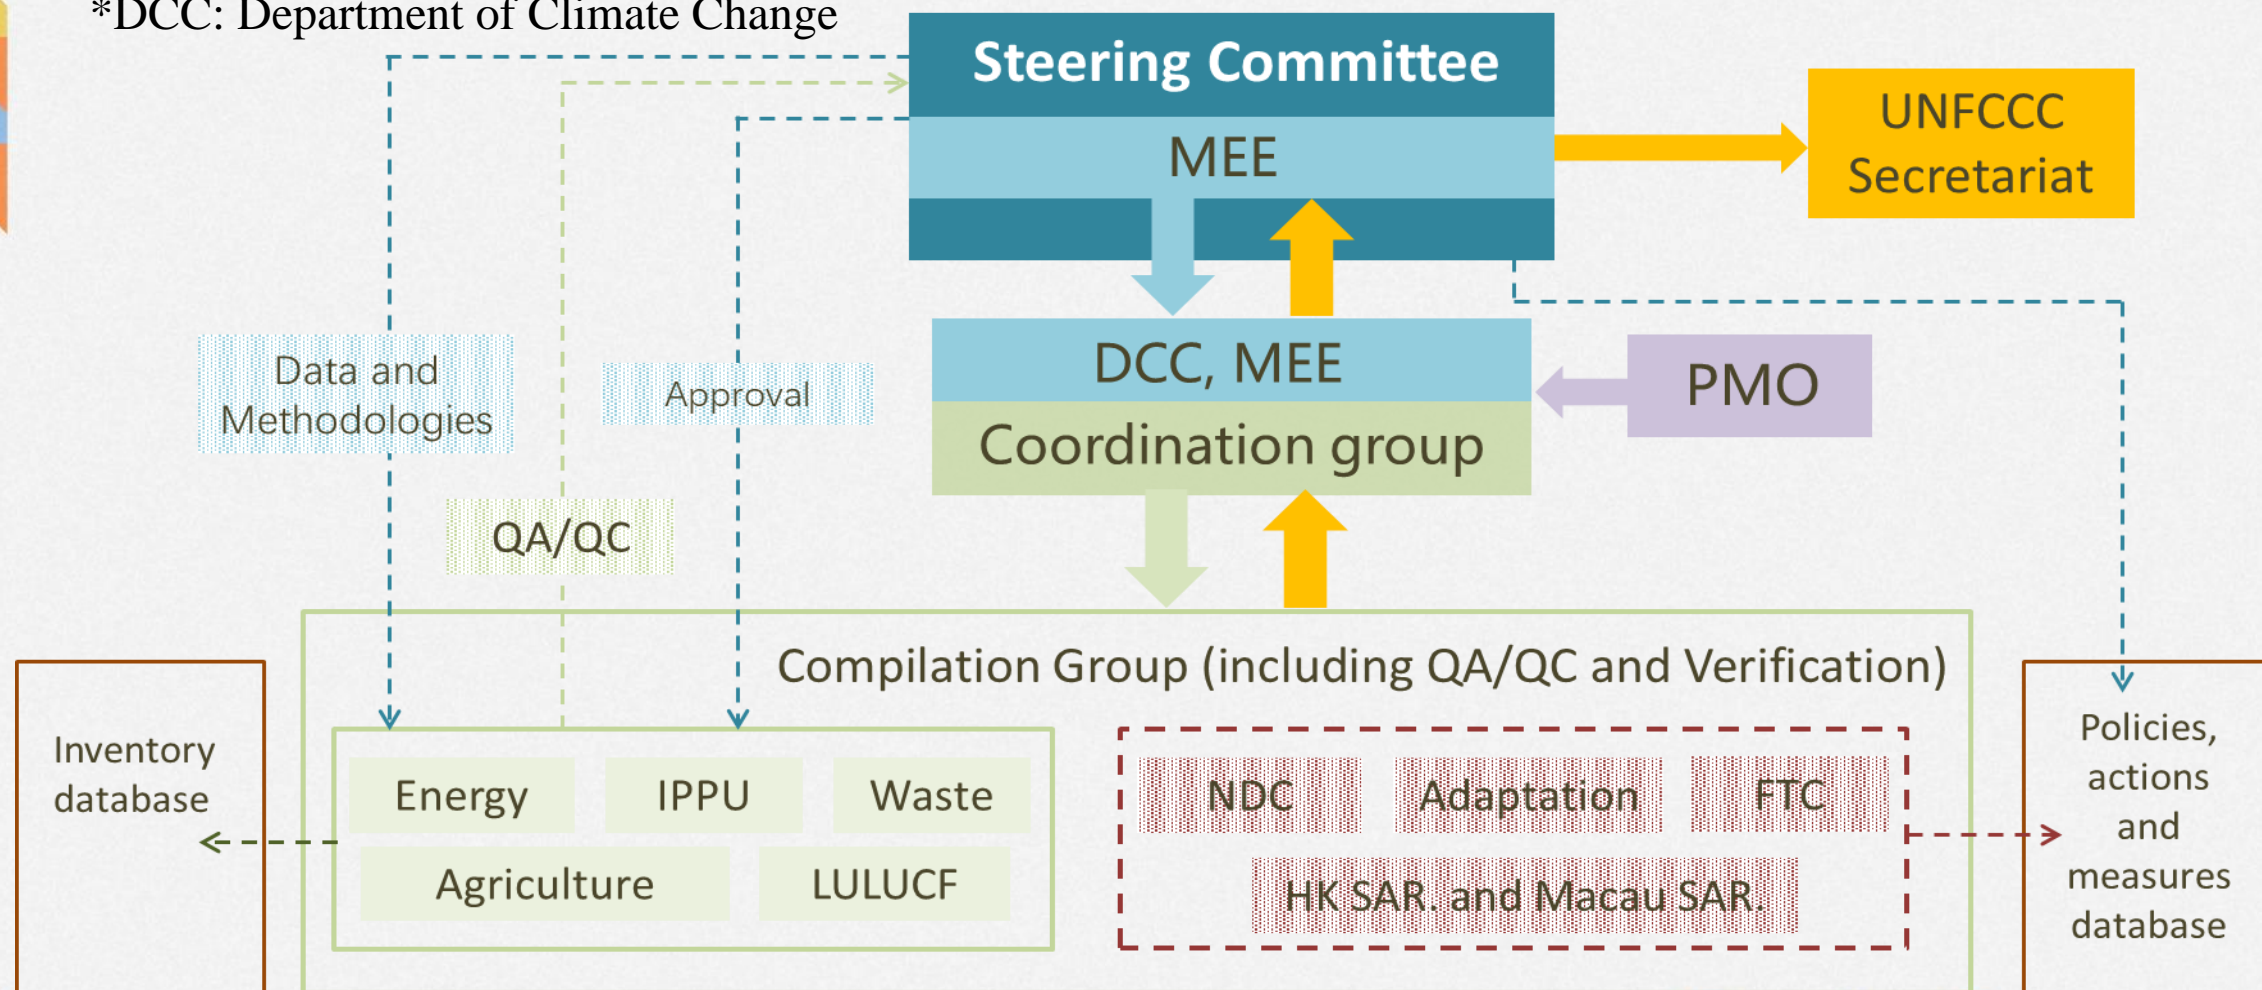 *DCC: Department of Climate Change
Steering Committee
MEE
UNFCCC
Secretariat
Data and
Methodologies
Approval
DCC, MEE
Coordination group
PMO
QA/QC
Compilation Group (including QA/QC and Verification)
Inventory
database
Energy
IPPU
Waste
Agriculture
LULUCF
NDC
Adaptation
FTC
HK SAR. and Macau SAR.
Policies,
actions
and
measures
database